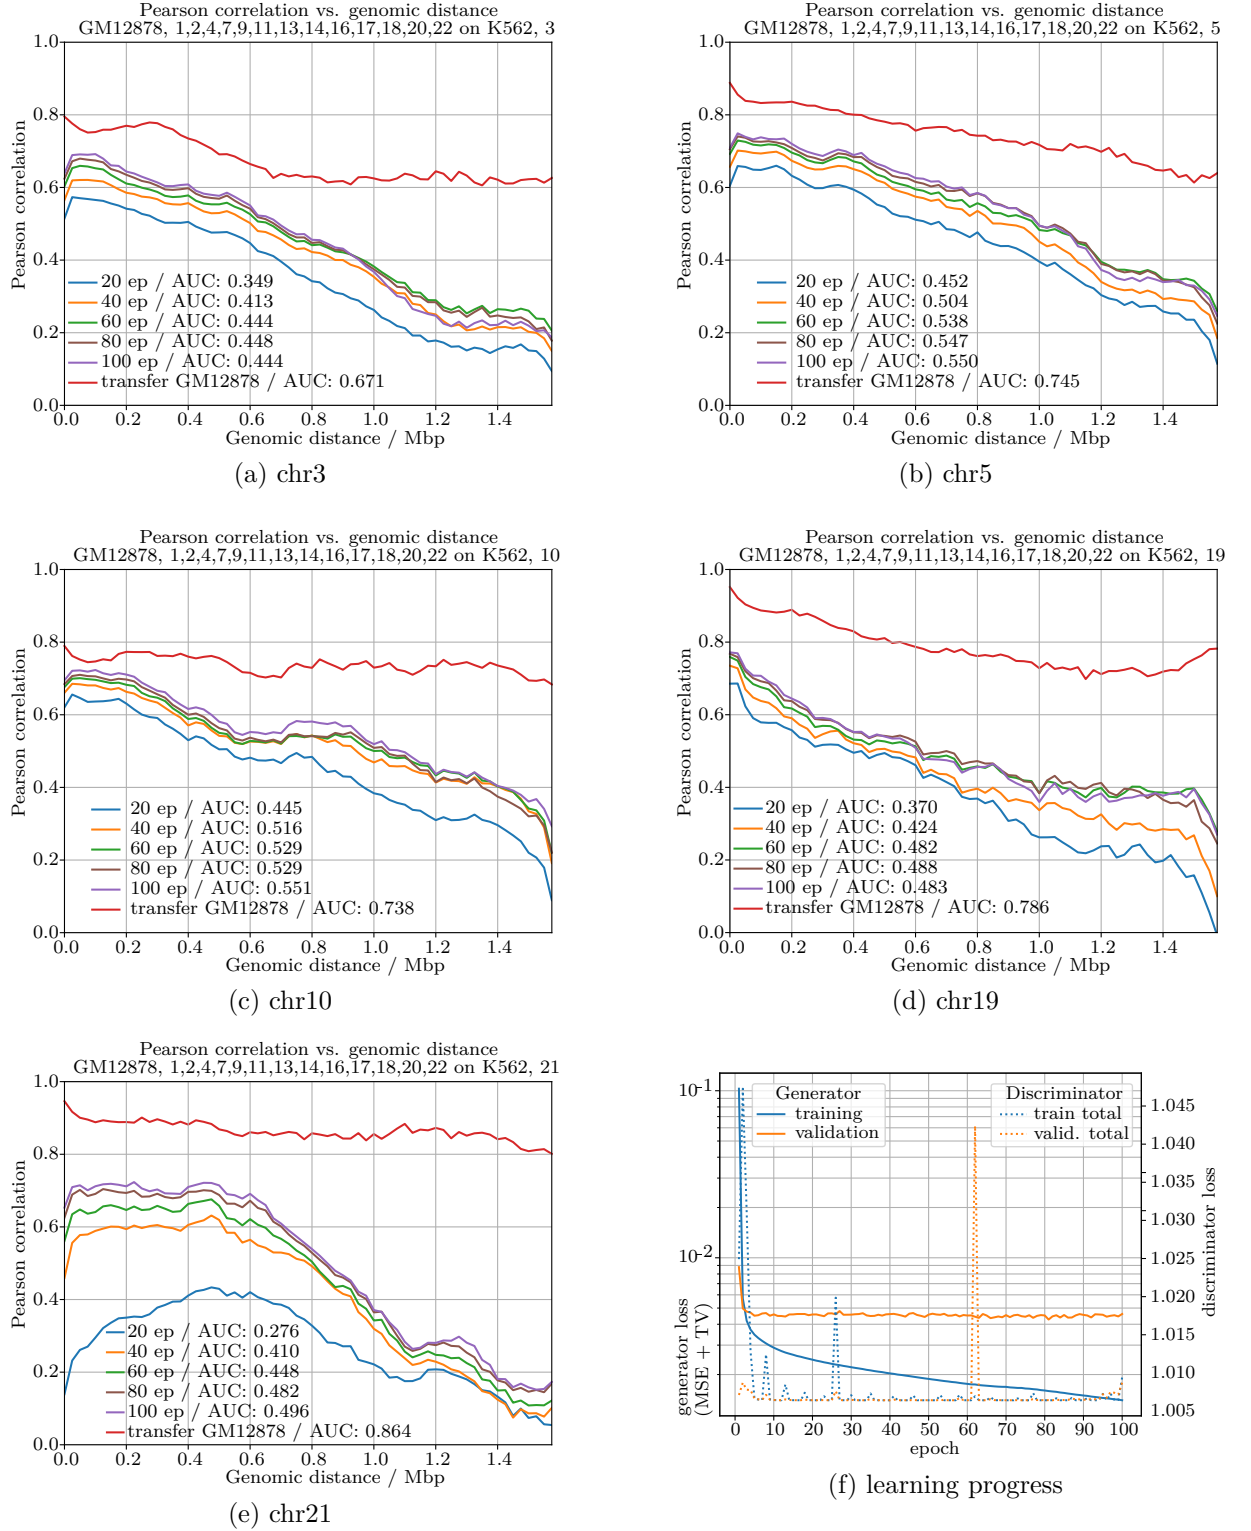 Pearson correlation vs. genomic distance
GM12878, 1,2,4,7,9,11,13,14,16,17,18,20,22 on K562, 3
1.0
0.8
0.6
0.4
0.2
0.0
Pearson correlation
20 ep / AUC: 0.349
40 ep / AUC: 0.413
60 ep / AUC: 0.444
80 ep / AUC: 0.448
100 ep / AUC: 0.444
transfer GM12878 / AUC: 0.671
0.0 0.2 0.4 0.6 0.8 1.0 1.2 1.4
Genomic distance / Mbp
(a) chr3
Pearson correlation vs. genomic distance
GM12878, 1,2,4,7,9,11,13,14,16,17,18,20,22 on K562, 5
1.0
0.8
0.6
0.4
0.2
0.0
Pearson correlation
20 ep / AUC: 0.452
40 ep / AUC: 0.504
60 ep / AUC: 0.538
80 ep / AUC: 0.547
100 ep / AUC: 0.550
transfer GM12878 / AUC: 0.745
0.0 0.2 0.4 0.6 0.8 1.0 1.2 1.4
Genomic distance / Mbp
(b) chr5
Pearson correlation vs. genomic distance
GM12878, 1,2,4,7,9,11,13,14,16,17,18,20,22 on K562, 10
1.0
0.8
0.6
0.4
0.2
0.0
Pearson correlation
20 ep / AUC: 0.445
40 ep / AUC: 0.516
60 ep / AUC: 0.529
80 ep / AUC: 0.529
100 ep / AUC: 0.551
transfer GM12878 / AUC: 0.738
0.0 0.2 0.4 0.6 0.8 1.0 1.2 1.4
Genomic distance / Mbp
(c) chr10
Pearson correlation vs. genomic distance
GM12878, 1,2,4,7,9,11,13,14,16,17,18,20,22 on K562, 19
1.0
0.8
0.6
0.4
0.2
0.0
Pearson correlation
20 ep / AUC: 0.370
40 ep / AUC: 0.424
60 ep / AUC: 0.482
80 ep / AUC: 0.488
100 ep / AUC: 0.483
transfer GM12878 / AUC: 0.786
0.0 0.2 0.4 0.6 0.8 1.0 1.2 1.4
Genomic distance / Mbp
(d) chr19
Pearson correlation vs. genomic distance
GM12878, 1,2,4,7,9,11,13,14,16,17,18,20,22 on K562, 21
1.0
0.8
0.6
0.4
0.2
0.0
Pearson correlation
20 ep / AUC: 0.276
40 ep / AUC: 0.410
60 ep / AUC: 0.448
80 ep / AUC: 0.482
100 ep / AUC: 0.496
transfer GM12878 / AUC: 0.864
0.0 0.2 0.4 0.6 0.8 1.0 1.2 1.4
Genomic distance / Mbp
(e) chr21
10⁻¹
10⁻²
generator loss
(MSE + TV)
Generator
training
validation
Discriminator
train total
valid. total
1.045
1.040
1.035
1.030
1.025
1.020
1.015
1.010
1.005
discriminator loss
0 10 20 30 40 50 60 70 80 90 100
epoch
(f) learning progress